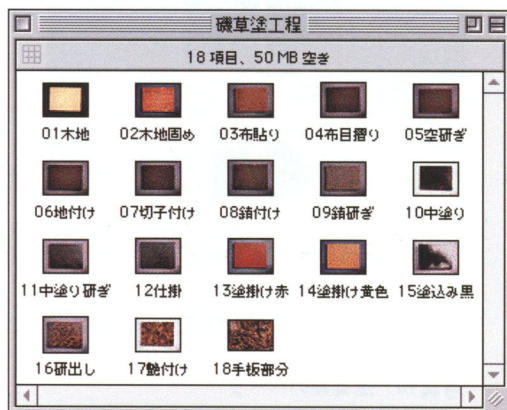 磯草塗工程
18 項目、50 MB 空き
01木地 02木地固め 03布貼り 04布目摺り 05空研ぎ
06地付け 07切子付け 08錆付け 09錆研ぎ 10中塗り
11中塗り研ぎ 12仕掛 13塗掛け赤 14塗掛け黄色 15塗込み黒
16研出し 17艶付け 18手板部分